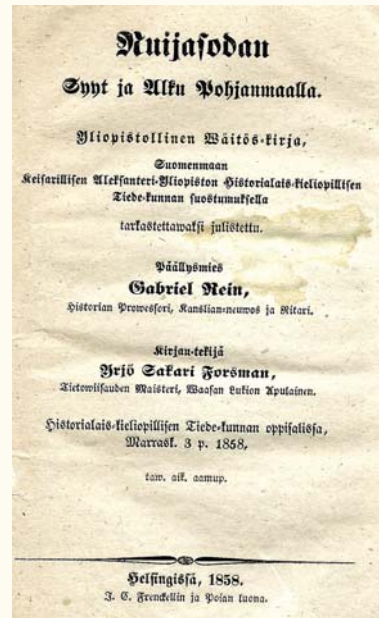 Nuijasodan
Syyt ja Alku Pohjanmaalla.
Yliopistollinen Wäitös-kirja,
Suomenmaan
Keisarillisen Aleksanteri-Yliopiston Historialais-kieliopillisen
Tiede-kunnan suostumuksella
tarkastettawaksi julistettu.
Päällysmies
Gabriel Rein,
Historian Prowessori, Kanslian-neuwos ja Ritari.
Kirjan-tekijä
Yrjö Sakari Forsman,
Tietowiisauden Maisteri, Waasan Lukion Apulainen.
Historialais-kieliopillisen Tiede-kunnan oppisalissa,
Marrask. 3 p. 1858,
taw. aik. aamup.
Helsingissä, 1858.
J. C. Frenckellin ja Pojan luona.